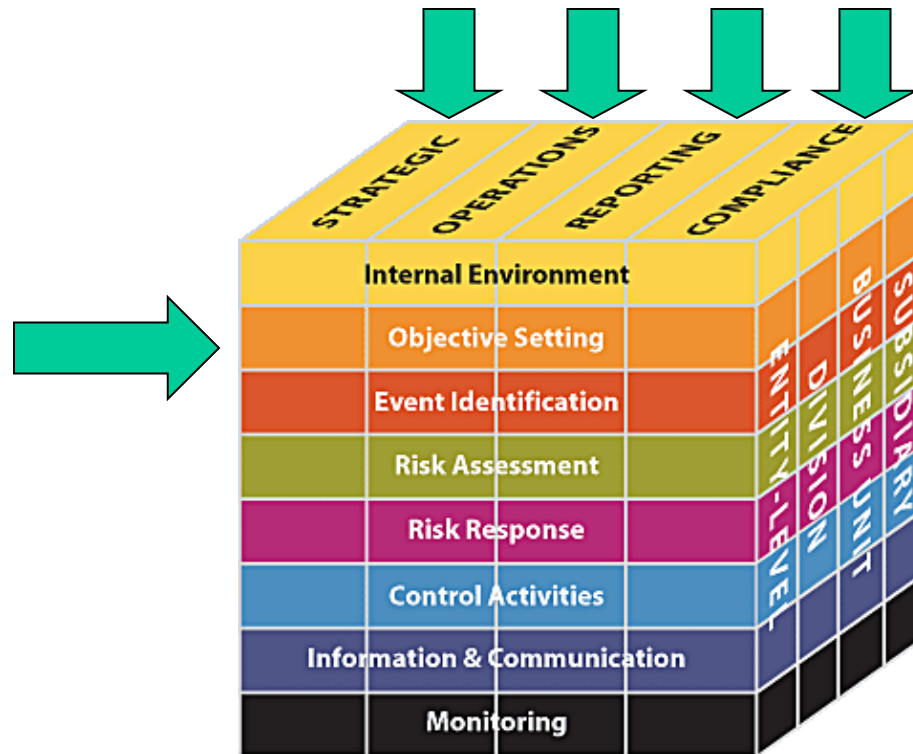 STRATEGIC
OPERATIONS
REPORTING
COMPLIANCE
Internal Environment
Objective Setting
Event Identification
Risk Assessment
Risk Response
Control Activities
Information & Communication
Monitoring
ENTITY-LEVEL
DIVISION
BUSINESS UNIT
SUBSIDIARY